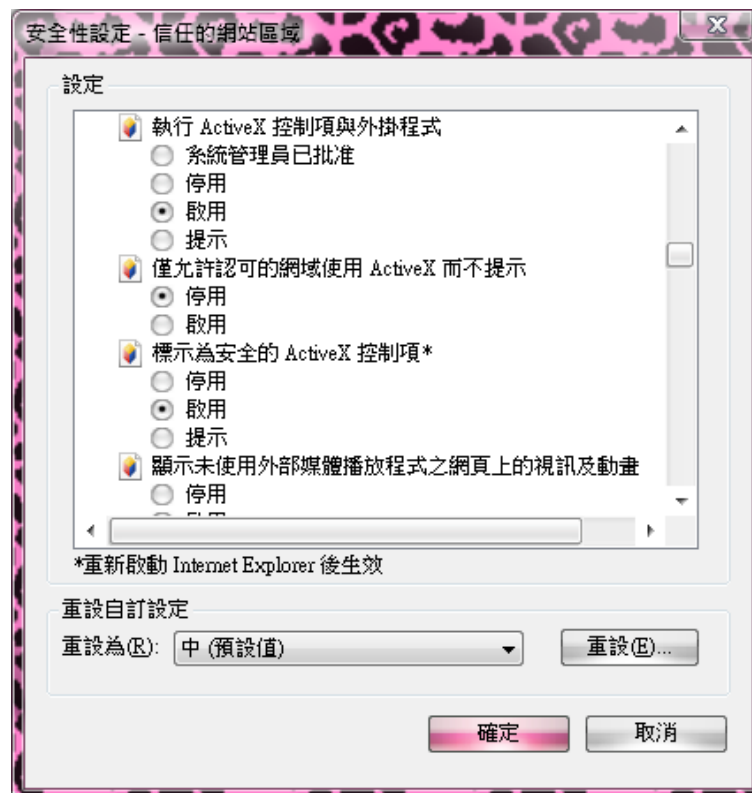 安全性設定 - 信任的網站區域
設定
執行 ActiveX 控制項與外掛程式
系統管理員已批准
停用
啟用
提示
僅允許認可的網域使用 ActiveX 而不提示
停用
啟用
標示為安全的 ActiveX 控制項*
停用
啟用
提示
顯示未使用外部媒體播放程式之網頁上的視訊及動畫
停用
*重新啟動 Internet Explorer 後生效
重設自訂設定
重設為(R): 中 (預設值) 重設(E)...
確定 取消